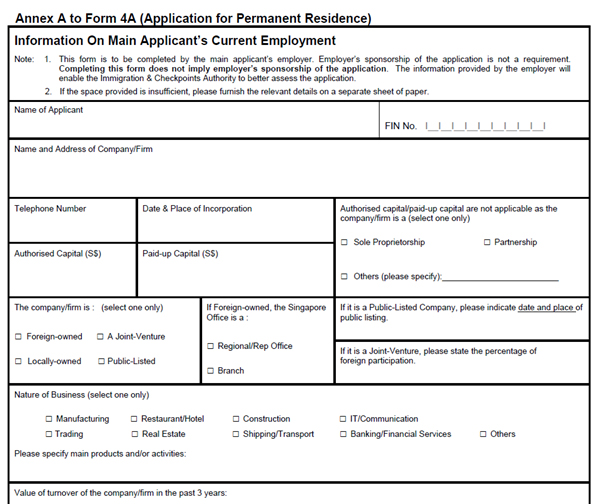 Annex A to Form 4A (Application for Permanent Residence)
Information On Main Applicant's Current Employment
Note: 1. This form is to be completed by the main applicant's employer. Employer's sponsorship of the application is not a requirement.
Completing this form does not imply employer's sponsorship of the application. The information provided by the employer will
enable the Immigration & Checkpoints Authority to better assess the application.
2. If the space provided is insufficient, please furnish the relevant details on a separate sheet of paper.
Name of Applicant
FIN No.
Name and Address of Company/Firm
Telephone Number
Date & Place of Incorporation
Authorised capital/paid-up capital are not applicable as the
company/firm is a (select one only)
☐ Sole Proprietorship ☐ Partnership
☐ Others (please specify):
Authorised Capital (S$)
Paid-up Capital (S$)
The company/firm is : (select one only)
☐ Foreign-owned ☐ A Joint-Venture
☐ Locally-owned ☐ Public-Listed
If Foreign-owned, the Singapore
Office is a :
☐ Regional/Rep Office
☐ Branch
If it is a Public-Listed Company, please indicate date and place of
public listing.
If it is a Joint-Venture, please state the percentage of
foreign participation.
Nature of Business (select one only)
☐ Manufacturing ☐ Restaurant/Hotel ☐ Construction ☐ IT/Communication
☐ Trading ☐ Real Estate ☐ Shipping/Transport ☐ Banking/Financial Services ☐ Others
Please specify main products and/or activities:
Value of turnover of the company/firm in the past 3 years: